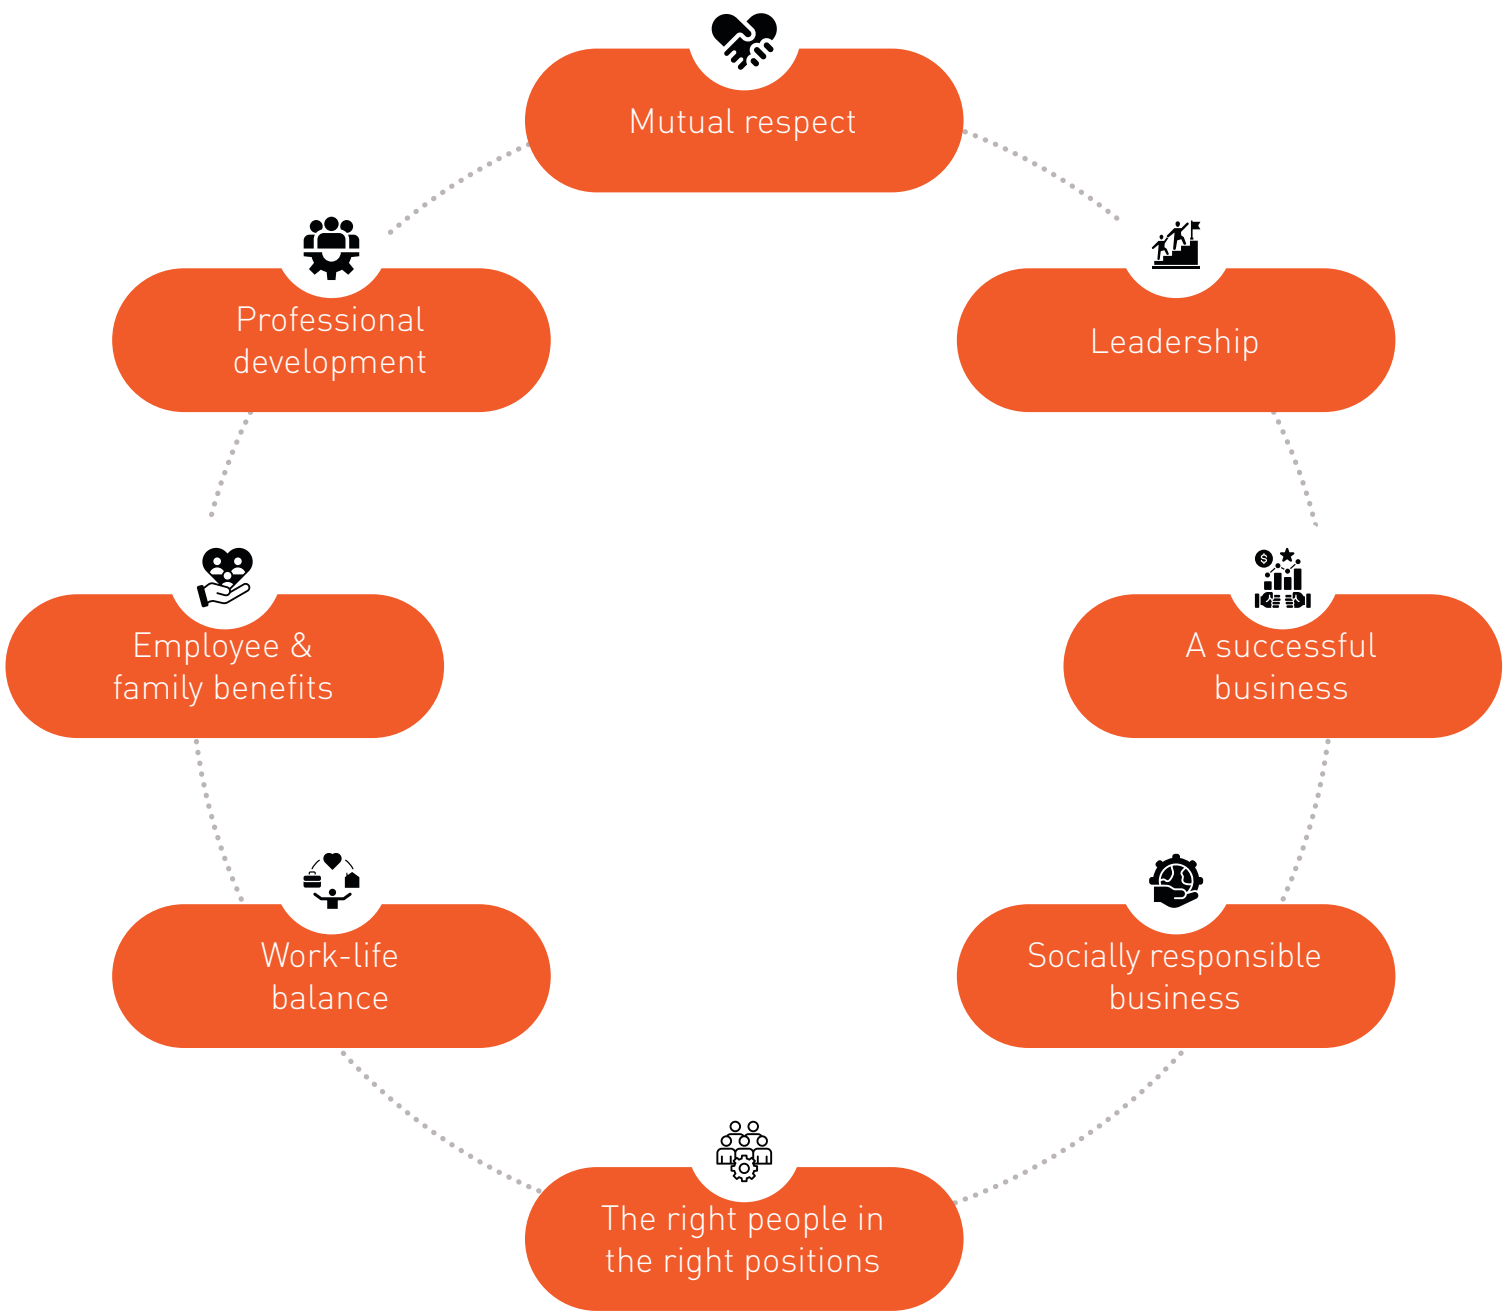 Mutual respect
Professional
development
Leadership
Employee &
family benefits
A successful
business
$
Work-life
balance
Socially responsible
business
The right people in
the right positions